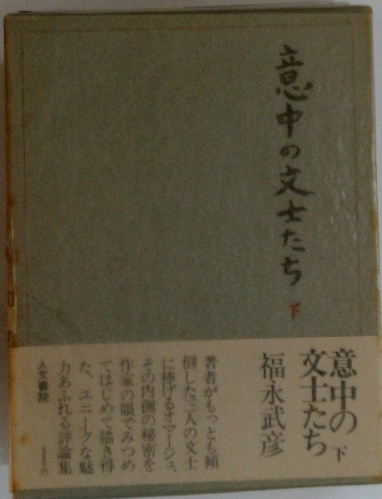 意中の文士たち
下
意中の
文士たち 下
福永武彦
著者がもっとも傾
倒した三人の文士
に捧げるオマージュ、
その内側の秘密を
作家の眼でみつめ
てはじめて描き得
た、ユニークな魅
力あふれる評論集
人文書院